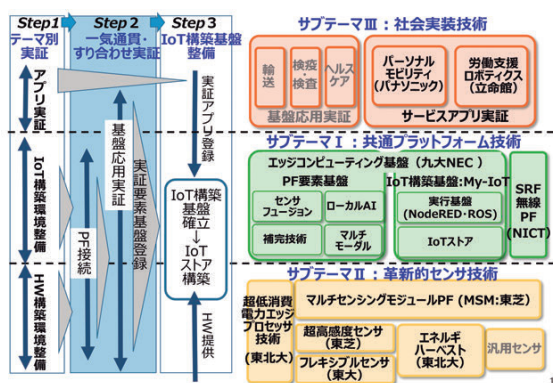 Step1
テーマ別
実証
Step2
一気通貫・
すり合わせ実証
Step3
IoT構築基盤
整備
アプリ実証
IoT構築環境整備
HW構築環境整備
PF接続
基盤応用実証
実証要素基盤登録
実証アプリ登録
IoT構築
基盤
確立
→IoT
ストア
構築
HW提供
サブテーマⅢ:社会実装技術
輸送
検疫・
検査
ヘルス
ケア
基盤応用実証
パーソナル
モビリティ
(パナソニック)
労働支援
ロボティクス
(立命館)
サービスアプリ実証
サブテーマⅠ:共通プラットフォーム技術
エッジコンピューティング基盤(九大NEC )
PF要素基盤
センサ
フュージョン
ローカルAI
補完技術
マルチ
モーダル
IoT構築基盤:My-IoT
実行基盤
(NodeRED・ROS)
IoTストア
SRF
無線
PF
(NICT)
サブテーマⅡ:革新的センサ技術
超低消費
電力エッジ
プロセッサ
技術
(東北大)
マルチセンシングモジュールPF (MSM:東芝)
超高感度センサ
(東芝)
フレキシブルセンサ
(東大)
エネルギ
ハーベスト
(東北大)
汎用センサ
1